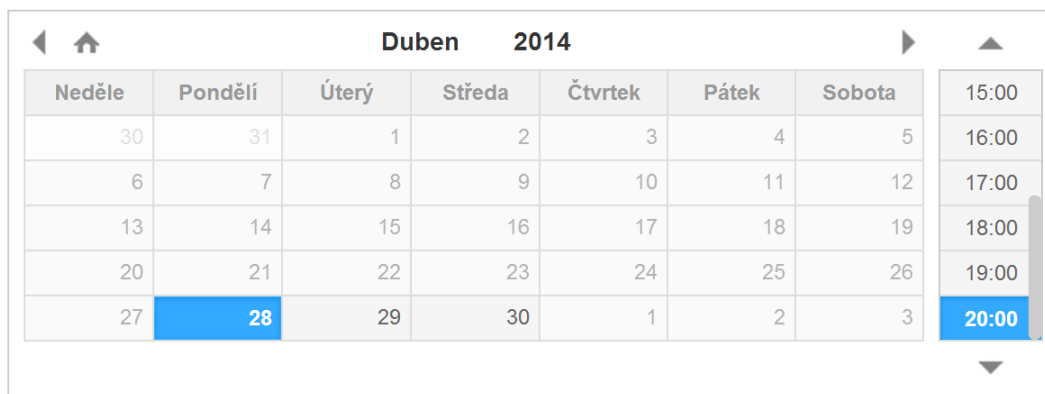 Duben 2014
Neděle Pondělí Úterý Středa Čtvrtek Pátek Sobota 15:00
30 31 1 2 3 4 5 16:00
6 7 8 9 10 11 12 17:00
13 14 15 16 17 18 19 18:00
20 21 22 23 24 25 26 19:00
27 28 29 30 1 2 3 20:00